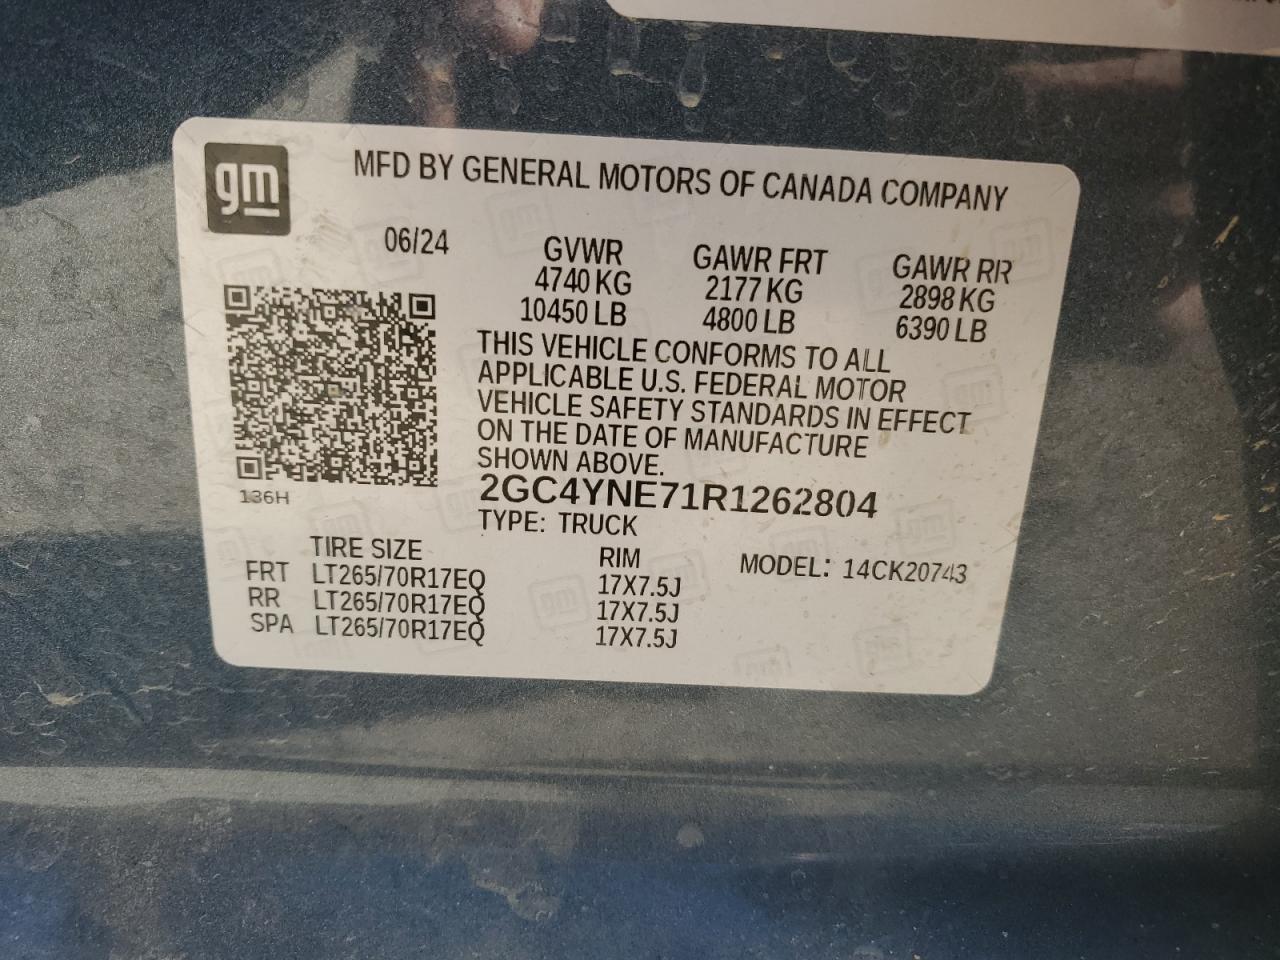 gm
MFD BY GENERAL MOTORS OF CANADA COMPANY
06/24
GVWR GAWR FRT GAWR RR
4740 KG 2177 KG 2898 KG
10450 LB 4800 LB 6390 LB
THIS VEHICLE CONFORMS TO ALL
APPLICABLE U.S. FEDERAL MOTOR
VEHICLE SAFETY STANDARDS IN EFFECT
ON THE DATE OF MANUFACTURE
SHOWN ABOVE.
136H
2GC4YNE71R1262804
TYPE: TRUCK
TIRE SIZE RIM MODEL: 14CK20743
FRT LT265/70R17EQ 17X7.5J
RR LT265/70R17EQ 17X7.5J
SPA LT265/70R17EQ 17X7.5J